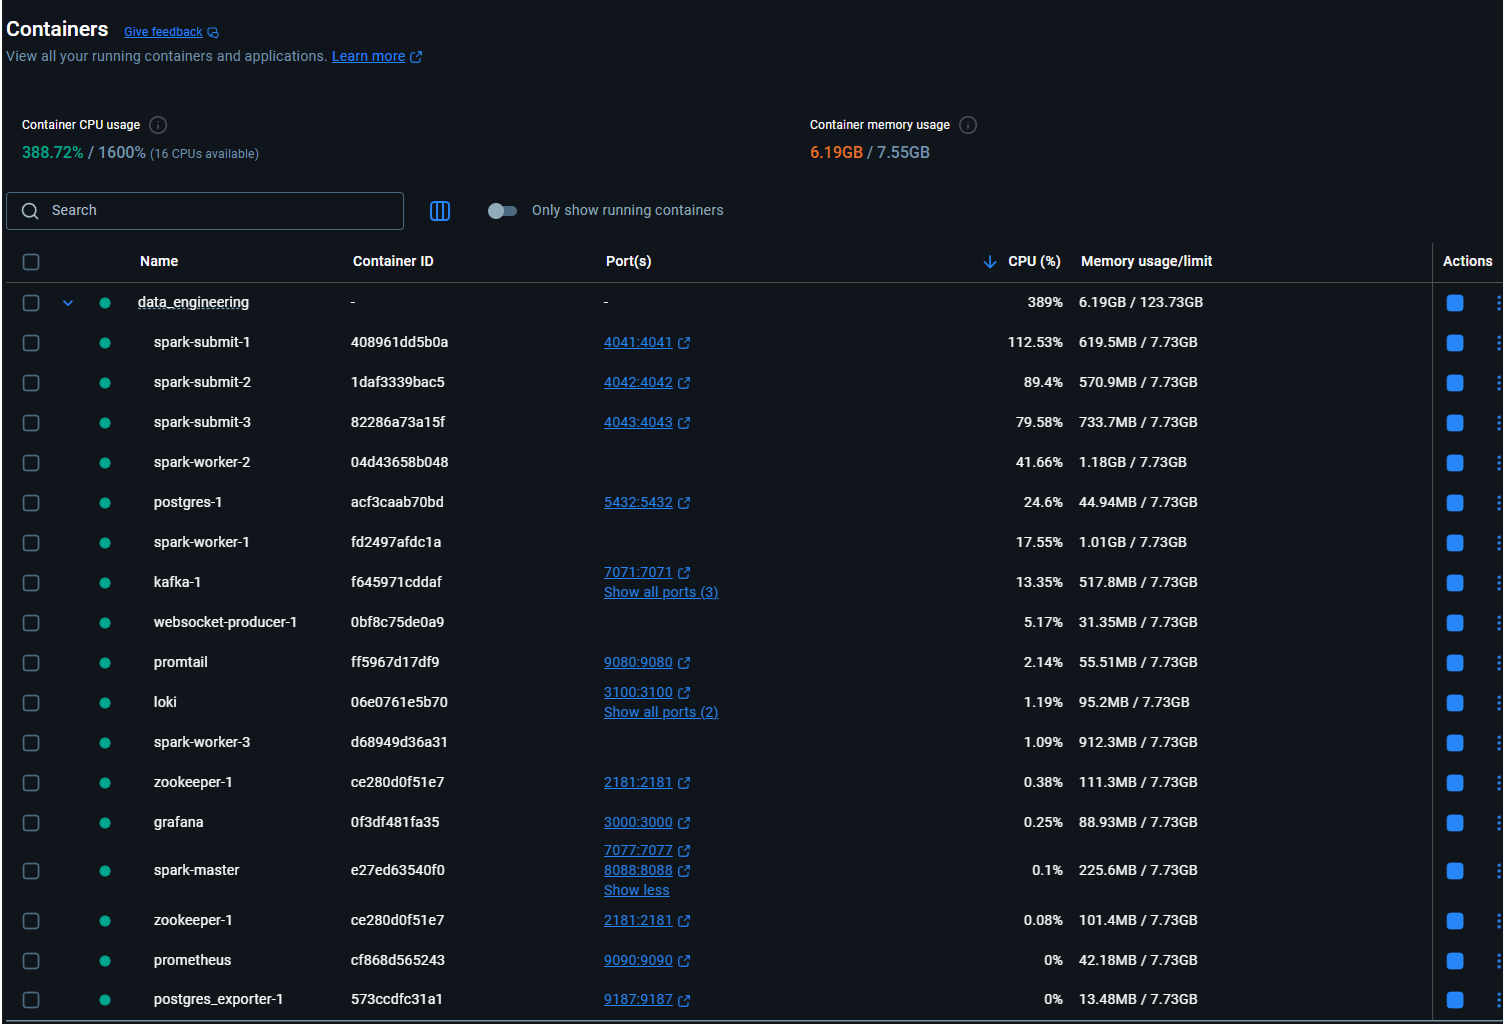 Containers Give feedback
View all your running containers and applications. Learn more
Container CPU usage
388.72% / 1600% (16 CPUs available)
Container memory usage
6.19GB / 7.55GB
Search
Only show running containers
Name Container ID Port(s) CPU (%) Memory usage/limit Actions
data_engineering - - 389% 6.19GB / 123.73GB
spark-submit-1 408961dd5b0a 4041:4041 112.53% 619.5MB / 7.73GB
spark-submit-2 1daf3339bac5 4042:4042 89.4% 570.9MB / 7.73GB
spark-submit-3 82286a73a15f 4043:4043 79.58% 733.7MB / 7.73GB
spark-worker-2 04d43658b048 41.66% 1.18GB / 7.73GB
postgres-1 acf3caab70bd 5432:5432 24.6% 44.94MB / 7.73GB
spark-worker-1 fd2497afdc1a 17.55% 1.01GB / 7.73GB
kafka-1 f645971cddaf 7071:7071 13.35% 517.8MB / 7.73GB
Show all ports (3)
websocket-producer-1 0bf8c75de0a9 5.17% 31.35MB / 7.73GB
promtail ff5967d17df9 9080:9080 2.14% 55.51MB / 7.73GB
loki 06e0761e5b70 3100:3100 1.19% 95.2MB / 7.73GB
Show all ports (2)
spark-worker-3 d68949d36a31 1.09% 912.3MB / 7.73GB
zookeeper-1 ce280d0f51e7 2181:2181 0.38% 111.3MB / 7.73GB
grafana 0f3df481fa35 3000:3000 0.25% 88.93MB / 7.73GB
7077:7077
spark-master e27ed63540f0 8088:8088 0.1% 225.6MB / 7.73GB
Show less
zookeeper-1 ce280d0f51e7 2181:2181 0.08% 101.4MB / 7.73GB
prometheus cf868d565243 9090:9090 0% 42.18MB / 7.73GB
postgres_exporter-1 573ccdfc31a1 9187:9187 0% 13.48MB / 7.73GB